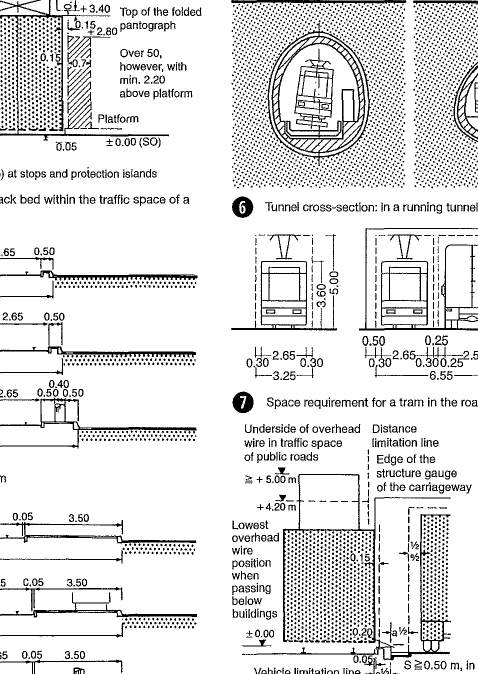 + 3.40
Top of the folded
pantograph
0.15
+ 2.80
Over 50,
however, with
min. 2.20
above platform
0.15
0.7
Platform
± 0.00 (SO)
0.05
) at stops and protection islands
ack bed within the traffic space of a
6 Tunnel cross-section: in a running tunnel
.65 0,50
2.65 0,50
0.40
2.65 0.50 0.50
m
0.05 3.50
5 0.05 3.50
65 0.05 3.50
3.60
5.00
0.50 0.25
2.65
0.30 0.30
3.25
2.65 2.5
0.30 0.30 0.25
6.55
7 Space requirement for a tram in the roa
Underside of overhead
wire in traffic space
of public roads
Distance
limitation line
Edge of the
structure gauge
of the carriageway
≧ + 5.00 m
+ 4.20 m
Lowest
overhead
wire
position
when
passing
below
buildings
0.15
± 0.00
0.20
a
0.05
Vehicle limitation line
S ≧ 0.50 m, in